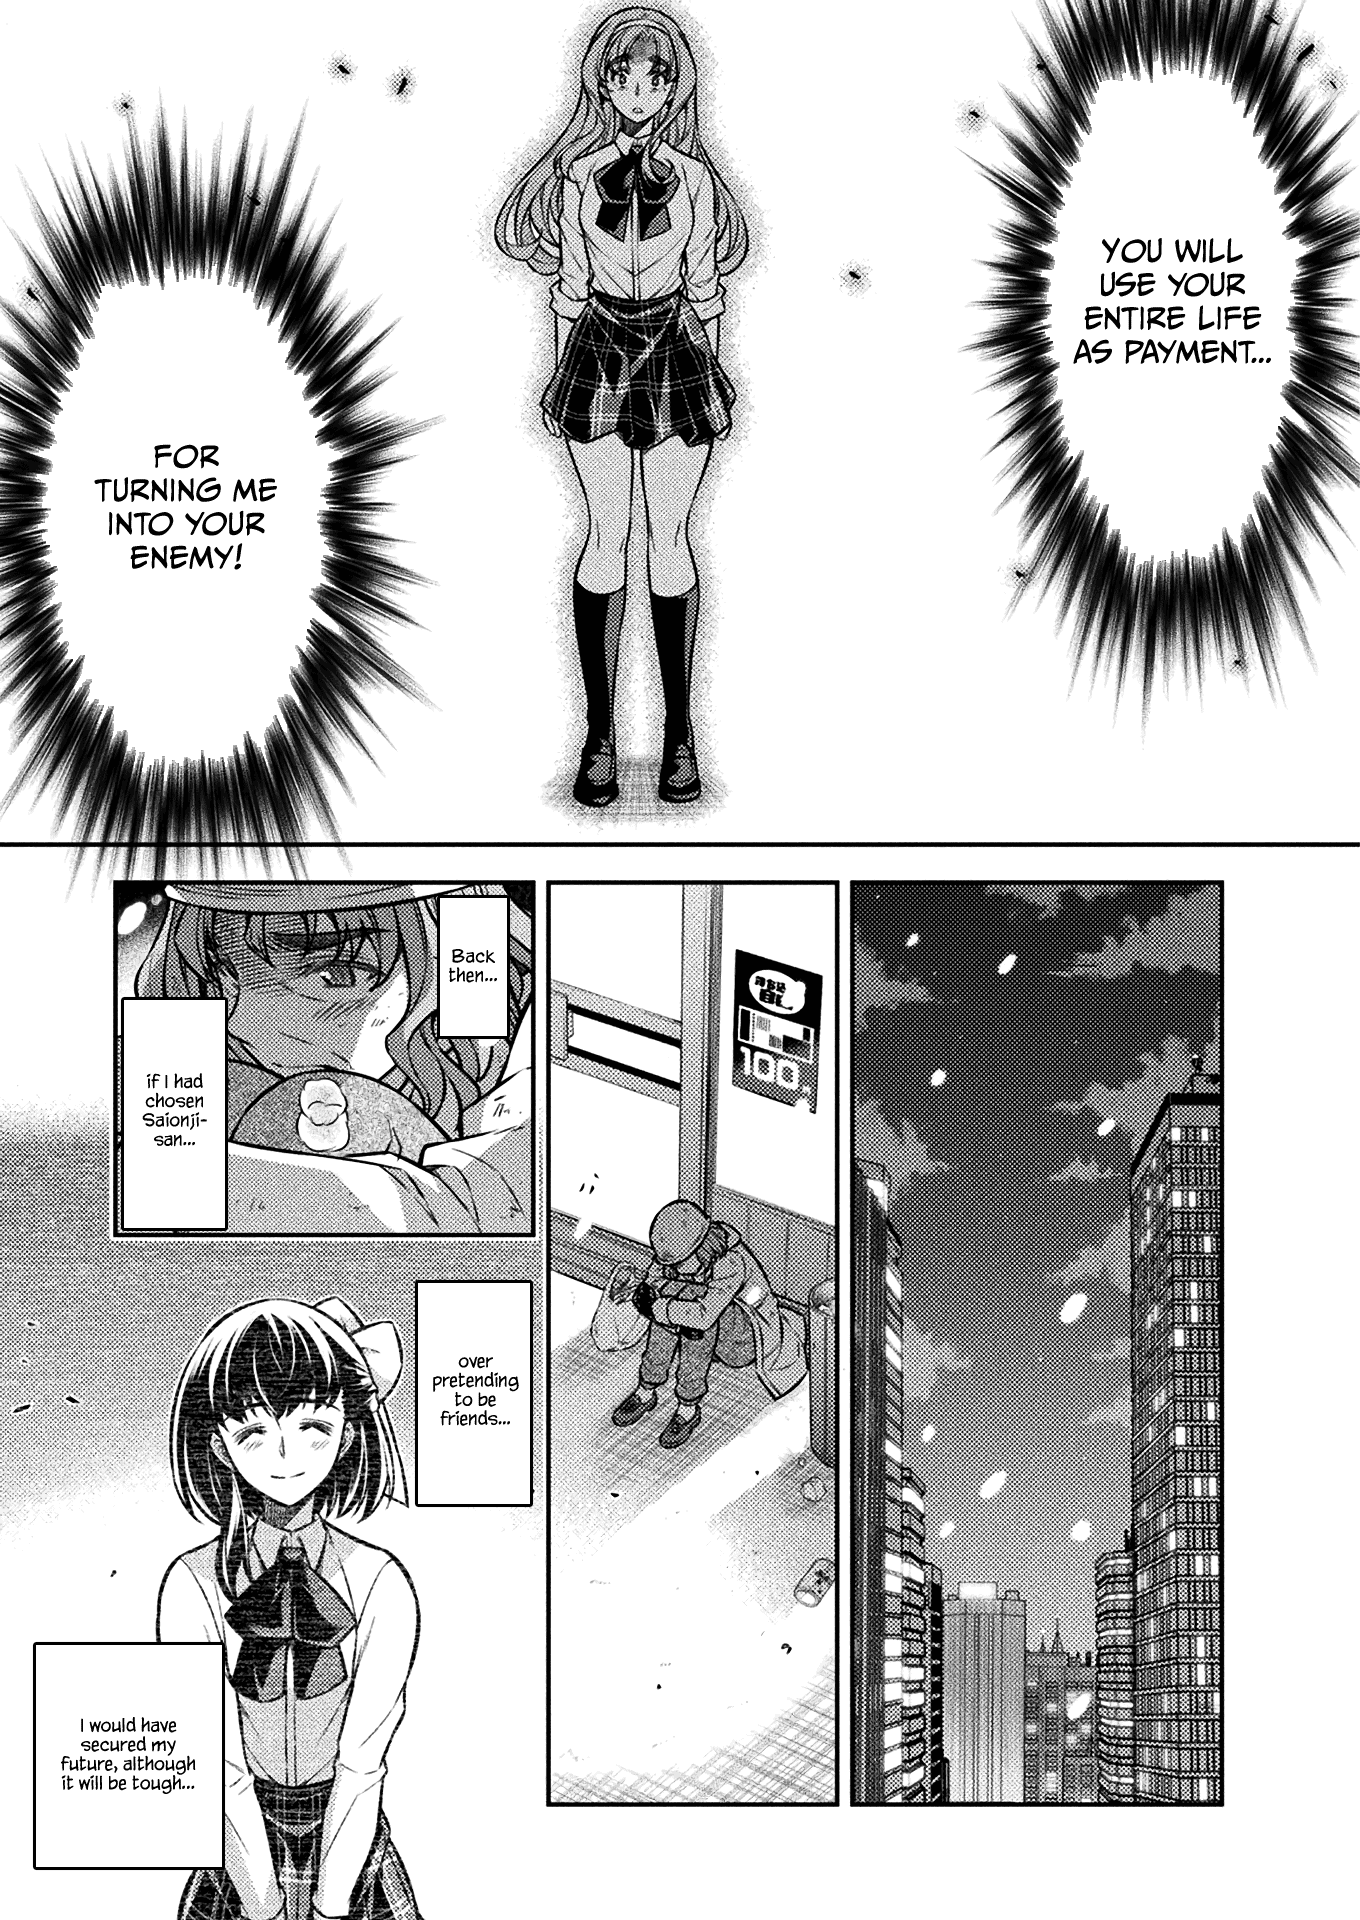 YOU WILL
USE YOUR
ENTIRE LIFE
AS PAYMENT...
FOR
TURNING ME
INTO YOUR
ENEMY!
100
Back
then...
if I had
chosen
Saionji-
san...
over
pretending
to be
friends...
I would have
secured my
future, although
it will be tough...